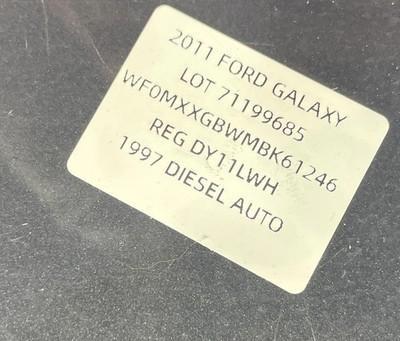 2011 FORD GALAXY
LOT 71199685
WF0MXXGBWMBK61246
REG DY11LWH
1997 DIESEL AUTO